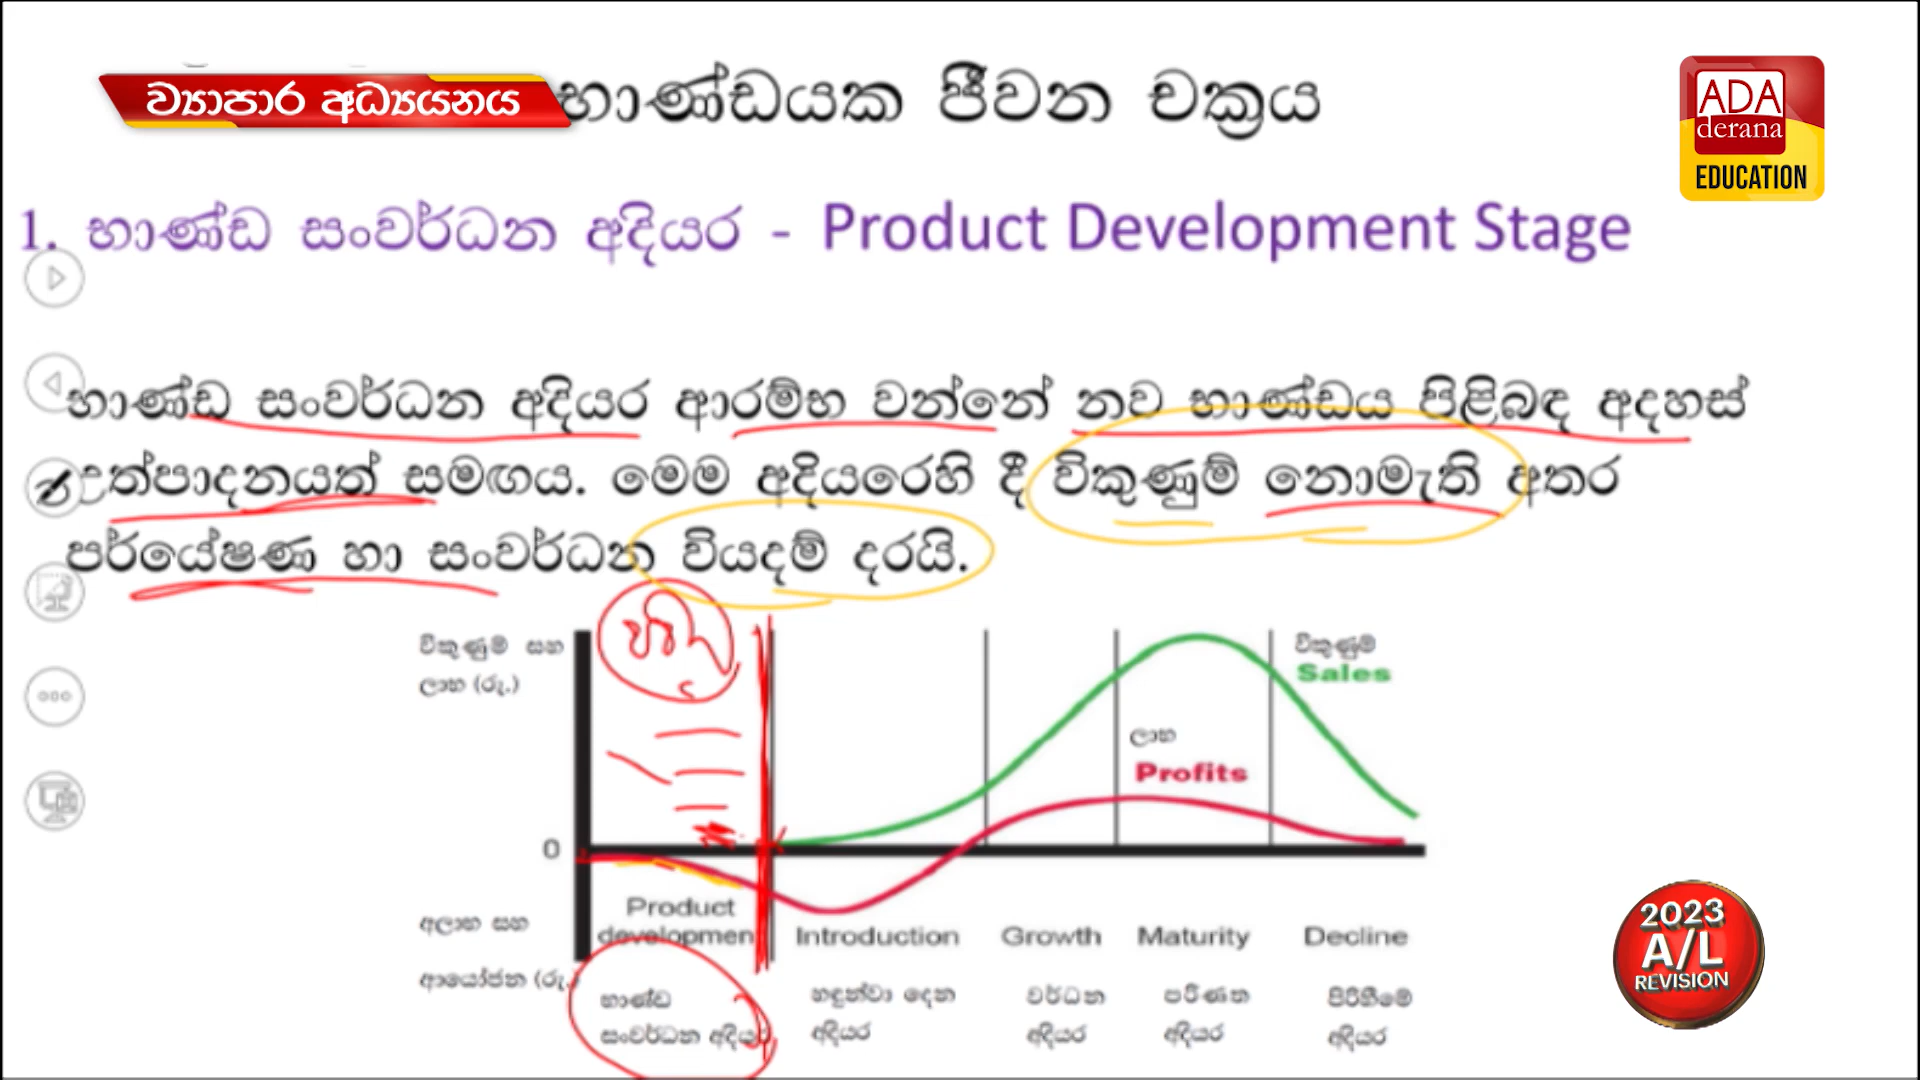 ව්‍යාපාර අධ්‍යයනය
භාණ්ඩයක ජීවන චක්‍රය
ADA
derana
EDUCATION
1. භාණ්ඩ සංවර්ධන අදියර - Product Development Stage
භාණ්ඩ සංවර්ධන අදියර ආරම්භ වන්නේ නව භාණ්ඩය පිළිබඳ අදහස්
උත්පාදනයත් සමඟය. මෙම අදියරෙහි දී විකුණුම් නොමැති අතර
පර්යේෂණ හා සංවර්ධන වියදම් දරයි.
විකුණුම් සහ
ලාභ (රු.)
විකුණුම්
Sales
ලාභ
Profits
0
අලාභ සහ
ආයෝජන (රු.)
Product
development
Introduction
Growth
Maturity
Decline
භාණ්ඩ
සංවර්ධන අදියර
හඳුන්වා දෙන
අදියර
වර්ධන
අදියර
පරිණත
අදියර
පිරිහීමේ
අදියර
2023
A/L
REVISION